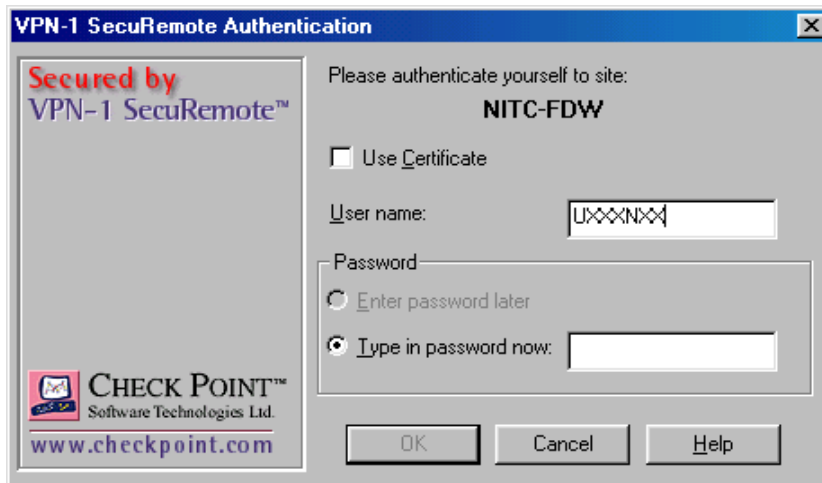 VPN-1 SecuRemote Authentication
Secured by
VPN-1 SecuRemote™
Please authenticate yourself to site:
NITC-FDW
Use Certificate
User name:
UXXXNXX
Password
Enter password later
Type in password now:
CHECK POINT™
Software Technologies Ltd.
www.checkpoint.com
OK
Cancel
Help